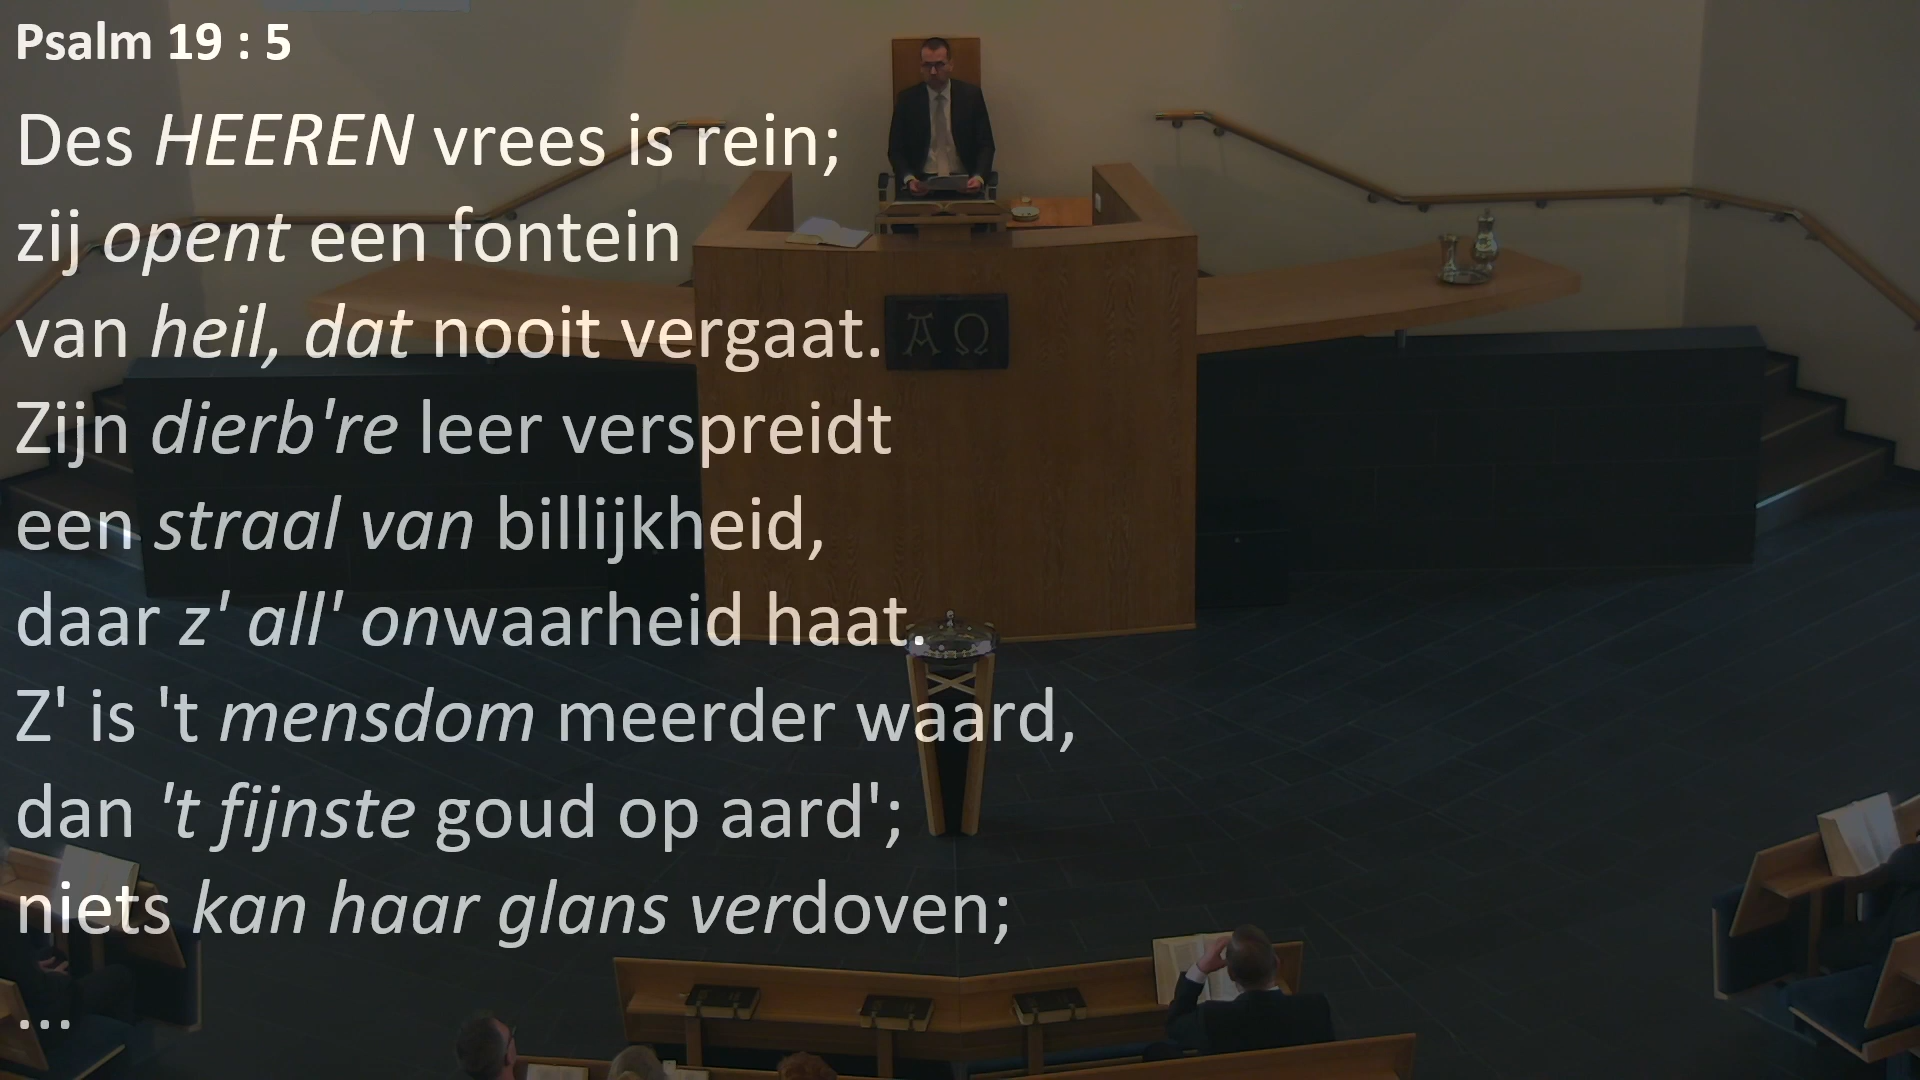 Psalm 19 : 5
Des HEEREN vrees is rein;
zij opent een fontein
van heil, dat nooit vergaat.
Zijn dierb're leer verspreidt
een straal van billijkheid,
daar z' all' onwaarheid haat.
Z' is 't mensdom meerder waard,
dan 't fijnste goud op aard';
niets kan haar glans verdoven;
...
ΑΩ